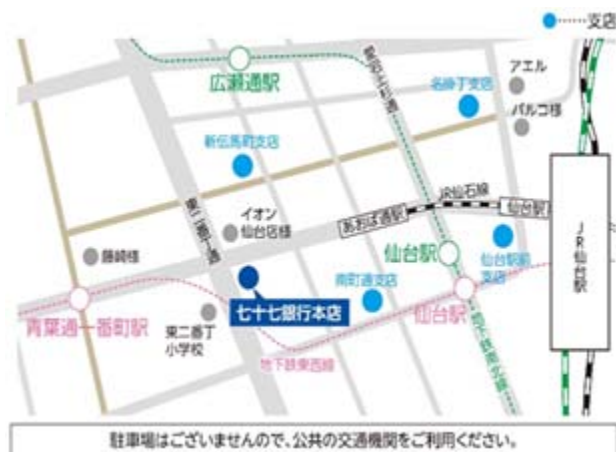 支店
広瀬通駅
名掛丁支店
アエル
パルコ様
新伝馬町支店
JR仙石線
あおば通駅
仙台駅
イオン
仙台店様
藤崎様
仙台駅
仙台駅前
支店
JR仙台駅
七十七銀行本店
南町通支店
仙台駅
青葉通一番町駅
東二番丁
小学校
地下鉄東西線
地下鉄南北線
駐車場はございませんので、公共の交通機関をご利用ください。